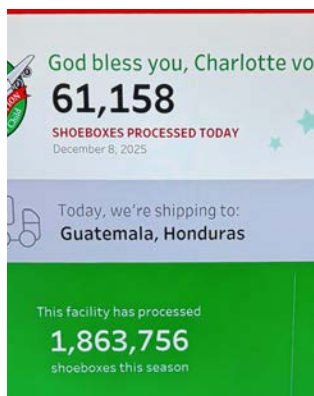 God bless you, Charlotte vo
61,158
SHOEBOXES PROCESSED TODAY
December 8, 2025
Today, we're shipping to:
Guatemala, Honduras
This facility has processed
1,863,756
shoeboxes this season